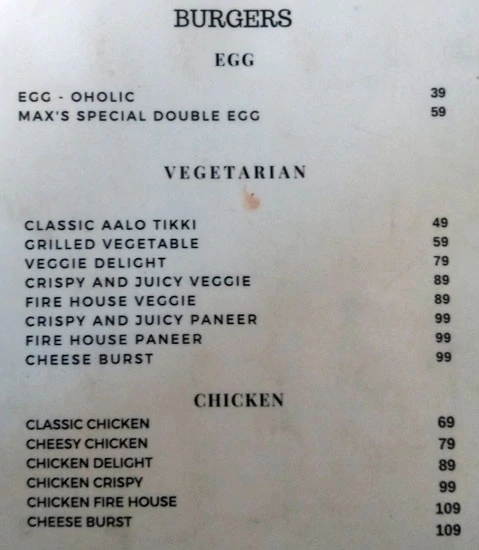 BURGERS
EGG
EGG - OHOLIC 39
MAX'S SPECIAL DOUBLE EGG 59
VEGETARIAN
CLASSIC AALO TIKKI 49
GRILLED VEGETABLE 59
VEGGIE DELIGHT 79
CRISPY AND JUICY VEGGIE 89
FIRE HOUSE VEGGIE 89
CRISPY AND JUICY PANEER 99
FIRE HOUSE PANEER 99
CHEESE BURST 99
CHICKEN
CLASSIC CHICKEN 69
CHEESY CHICKEN 79
CHICKEN DELIGHT 89
CHICKEN CRISPY 99
CHICKEN FIRE HOUSE 109
CHEESE BURST 109